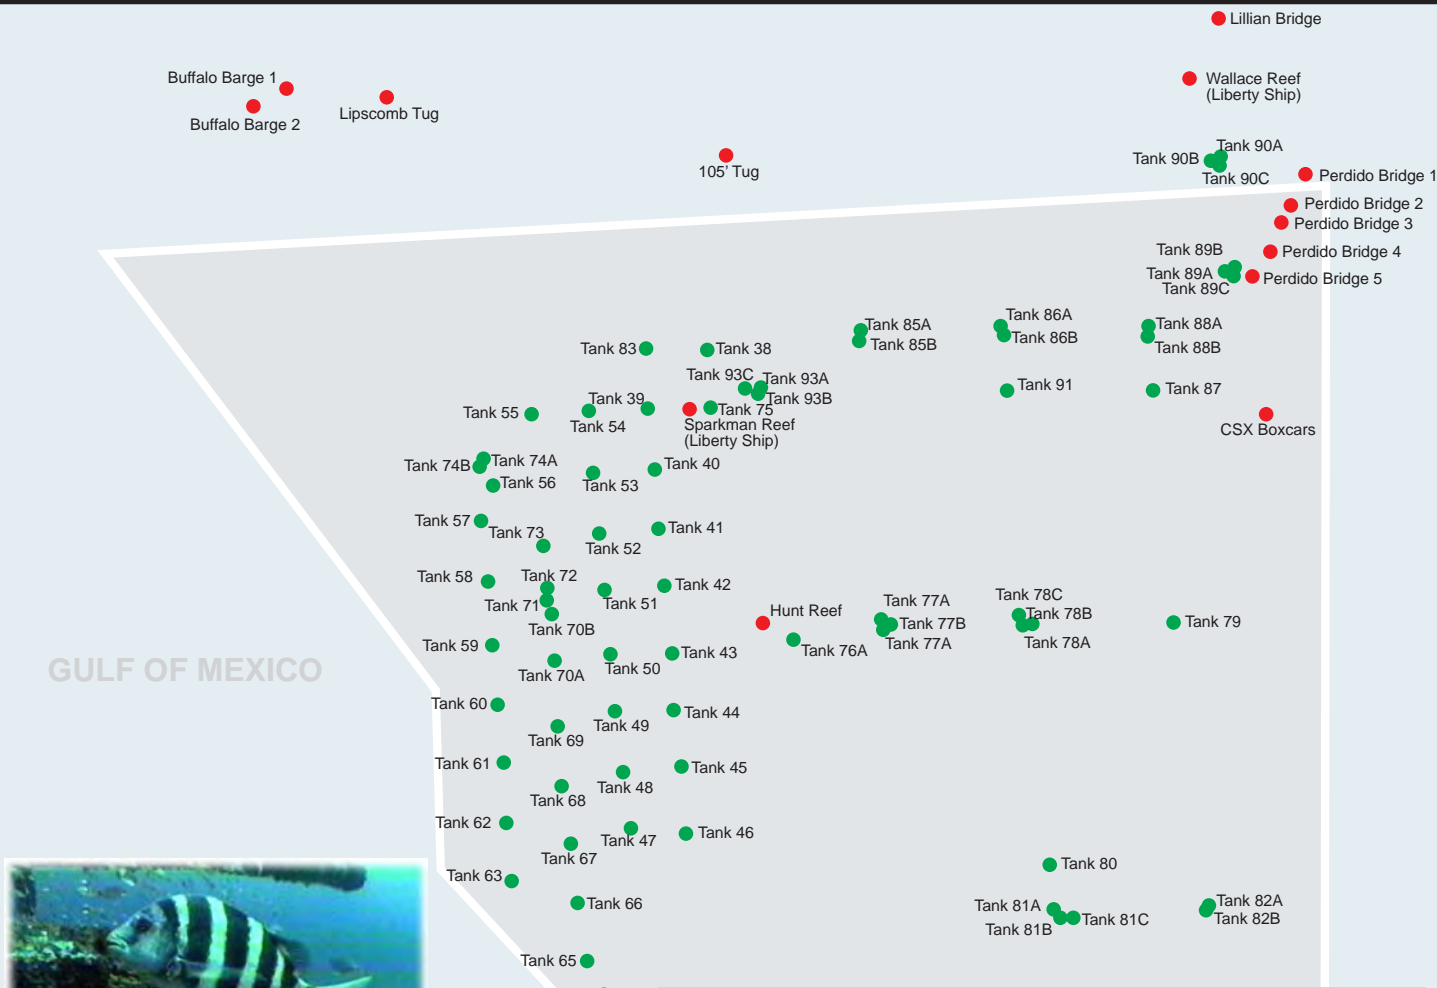 Lillian Bridge
Buffalo Barge 1
Wallace Reef
(Liberty Ship)
Lipscomb Tug
Buffalo Barge 2
Tank 90A
Tank 90B
105' Tug
Tank 90C
Perdido Bridge 1
Perdido Bridge 2
Perdido Bridge 3
Tank 89B
Perdido Bridge 4
Tank 89A
Perdido Bridge 5
Tank 89C
Tank 86A
Tank 85A
Tank 88A
Tank 86B
Tank 85B
Tank 88B
Tank 83
Tank 38
Tank 93C
Tank 93A
Tank 91
Tank 87
Tank 39
Tank 93B
Tank 75
Tank 55
Tank 54
Sparkman Reef
(Liberty Ship)
CSX Boxcars
Tank 74A
Tank 74B
Tank 40
Tank 56
Tank 53
Tank 57
Tank 73
Tank 41
Tank 52
Tank 58
Tank 72
Tank 42
Tank 78C
Tank 77A
Tank 71
Tank 51
Hunt Reef
Tank 78B
Tank 70B
Tank 77B
Tank 79
Tank 59
Tank 77A
Tank 78A
Tank 76A
Tank 43
Tank 50
Tank 70A
GULF OF MEXICO
Tank 60
Tank 44
Tank 49
Tank 69
Tank 61
Tank 45
Tank 48
Tank 68
Tank 62
Tank 46
Tank 47
Tank 67
Tank 80
Tank 63
Tank 66
Tank 82A
Tank 81A
Tank 81C
Tank 82B
Tank 81B
Tank 65